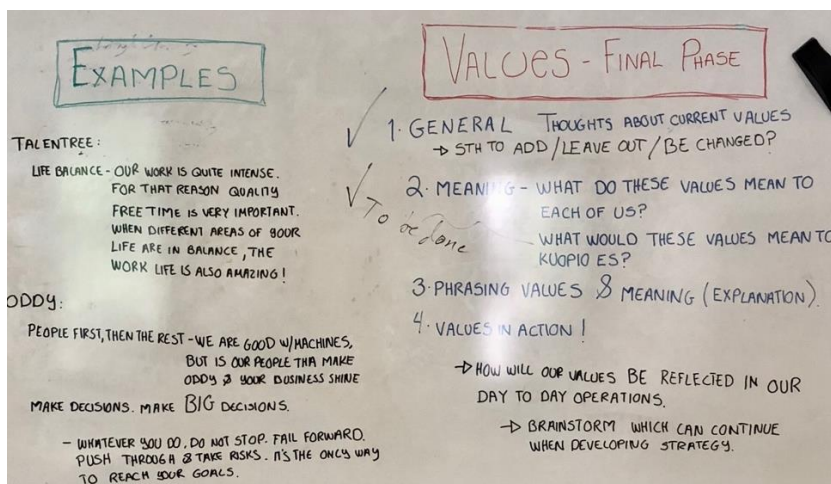 EXAMPLES
TALENTREE:
LIFE BALANCE - OUR WORK IS QUITE INTENSE.
FOR THAT REASON QUALITY
FREE TIME IS VERY IMPORTANT.
WHEN DIFFERENT AREAS OF YOUR
LIFE ARE IN BALANCE, THE
WORK LIFE IS ALSO AMAZING!
ODDY:
PEOPLE FIRST, THEN THE REST - WE ARE GOOD W/MACHINES,
BUT IS OUR PEOPLE THA MAKE
ODDY & YOUR BUSINESS SHINE
MAKE DECISIONS. MAKE BIG DECISIONS.
- WHATEVER YOU DO, DO NOT STOP. FAIL FORWARD.
PUSH THROUGH & TAKE RISKS. IT'S THE ONLY WAY
TO REACH YOUR GOALS.
VALUES - FINAL PHASE
✓ 1. GENERAL THOUGHTS ABOUT CURRENT VALUES
→ STH TO ADD/LEAVE OUT/BE CHANGED?
✓ 2. MEANING - WHAT DO THESE VALUES MEAN TO
EACH OF US?
To be done
WHAT WOULD THESE VALUES MEAN TO
KUOPIO ES?
3. PHRASING VALUES & MEANING (EXPLANATION)
4. VALUES IN ACTION!
→ HOW WILL OUR VALUES BE REFLECTED IN OUR
DAY TO DAY OPERATIONS.
→ BRAINSTORM WHICH CAN CONTINUE
WHEN DEVELOPING STRATEGY.